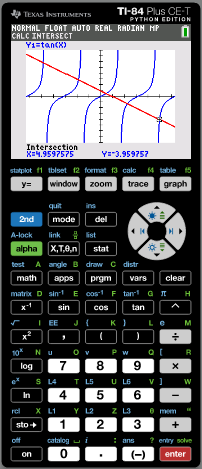 TEXAS INSTRUMENTS TI-84 Plus CE-T
PYTHON EDITION
NORMAL FLOAT AUTO REAL RADIAN MP
CALC INTERSECT
Y1=tan(X)
Intersection
X=4.9597575 Y=-3.959757
statplot f1 tblset f2 format f3 calc f4 table f5
y= window zoom trace graph
quit ins
2nd mode del
A-lock link list
alpha X,T,θ,n stat
test A angle B draw C distr
math apps prgm vars clear
matrix D sin⁻¹ E cos⁻¹ F tan⁻¹ G π H
x⁻¹ sin cos tan ^
√ I EE J { K } L e M
x² , ( ) ÷
10ˣ N u O v P w Q [ R
log 7 8 9 ×
eˣ S L4 T L5 U L6 V ] W
ln 4 5 6 −
rcl X L1 Y L2 Z L3 θ mem "
sto→ 1 2 3 +
off catalog i : ans ? entry solve
on 0 . (-) enter